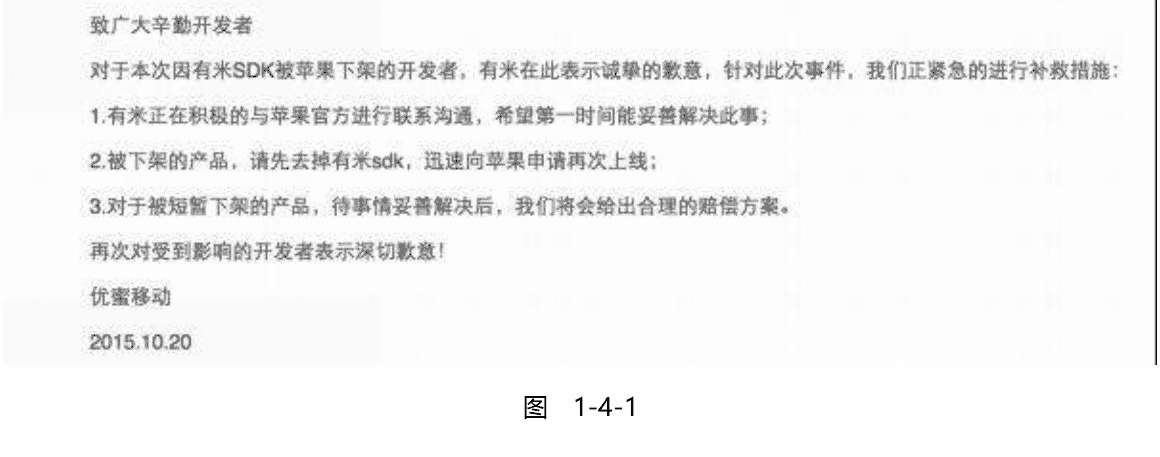 致广大辛勤开发者
对于本次因有米SDK被苹果下架的开发者，有米在此表示诚挚的歉意，针对此次事件，我们正紧急的进行补救措施：
1.有米正在积极的与苹果官方进行联系沟通，希望第一时间能妥善解决此事；
2.被下架的产品，请先去掉有米sdk，迅速向苹果申请再次上线；
3.对于被短暂下架的产品，待事情妥善解决后，我们将会给出合理的赔偿方案。
再次对受到影响的开发者表示深切歉意！
优蜜移动
2015.10.20
图 1-4-1